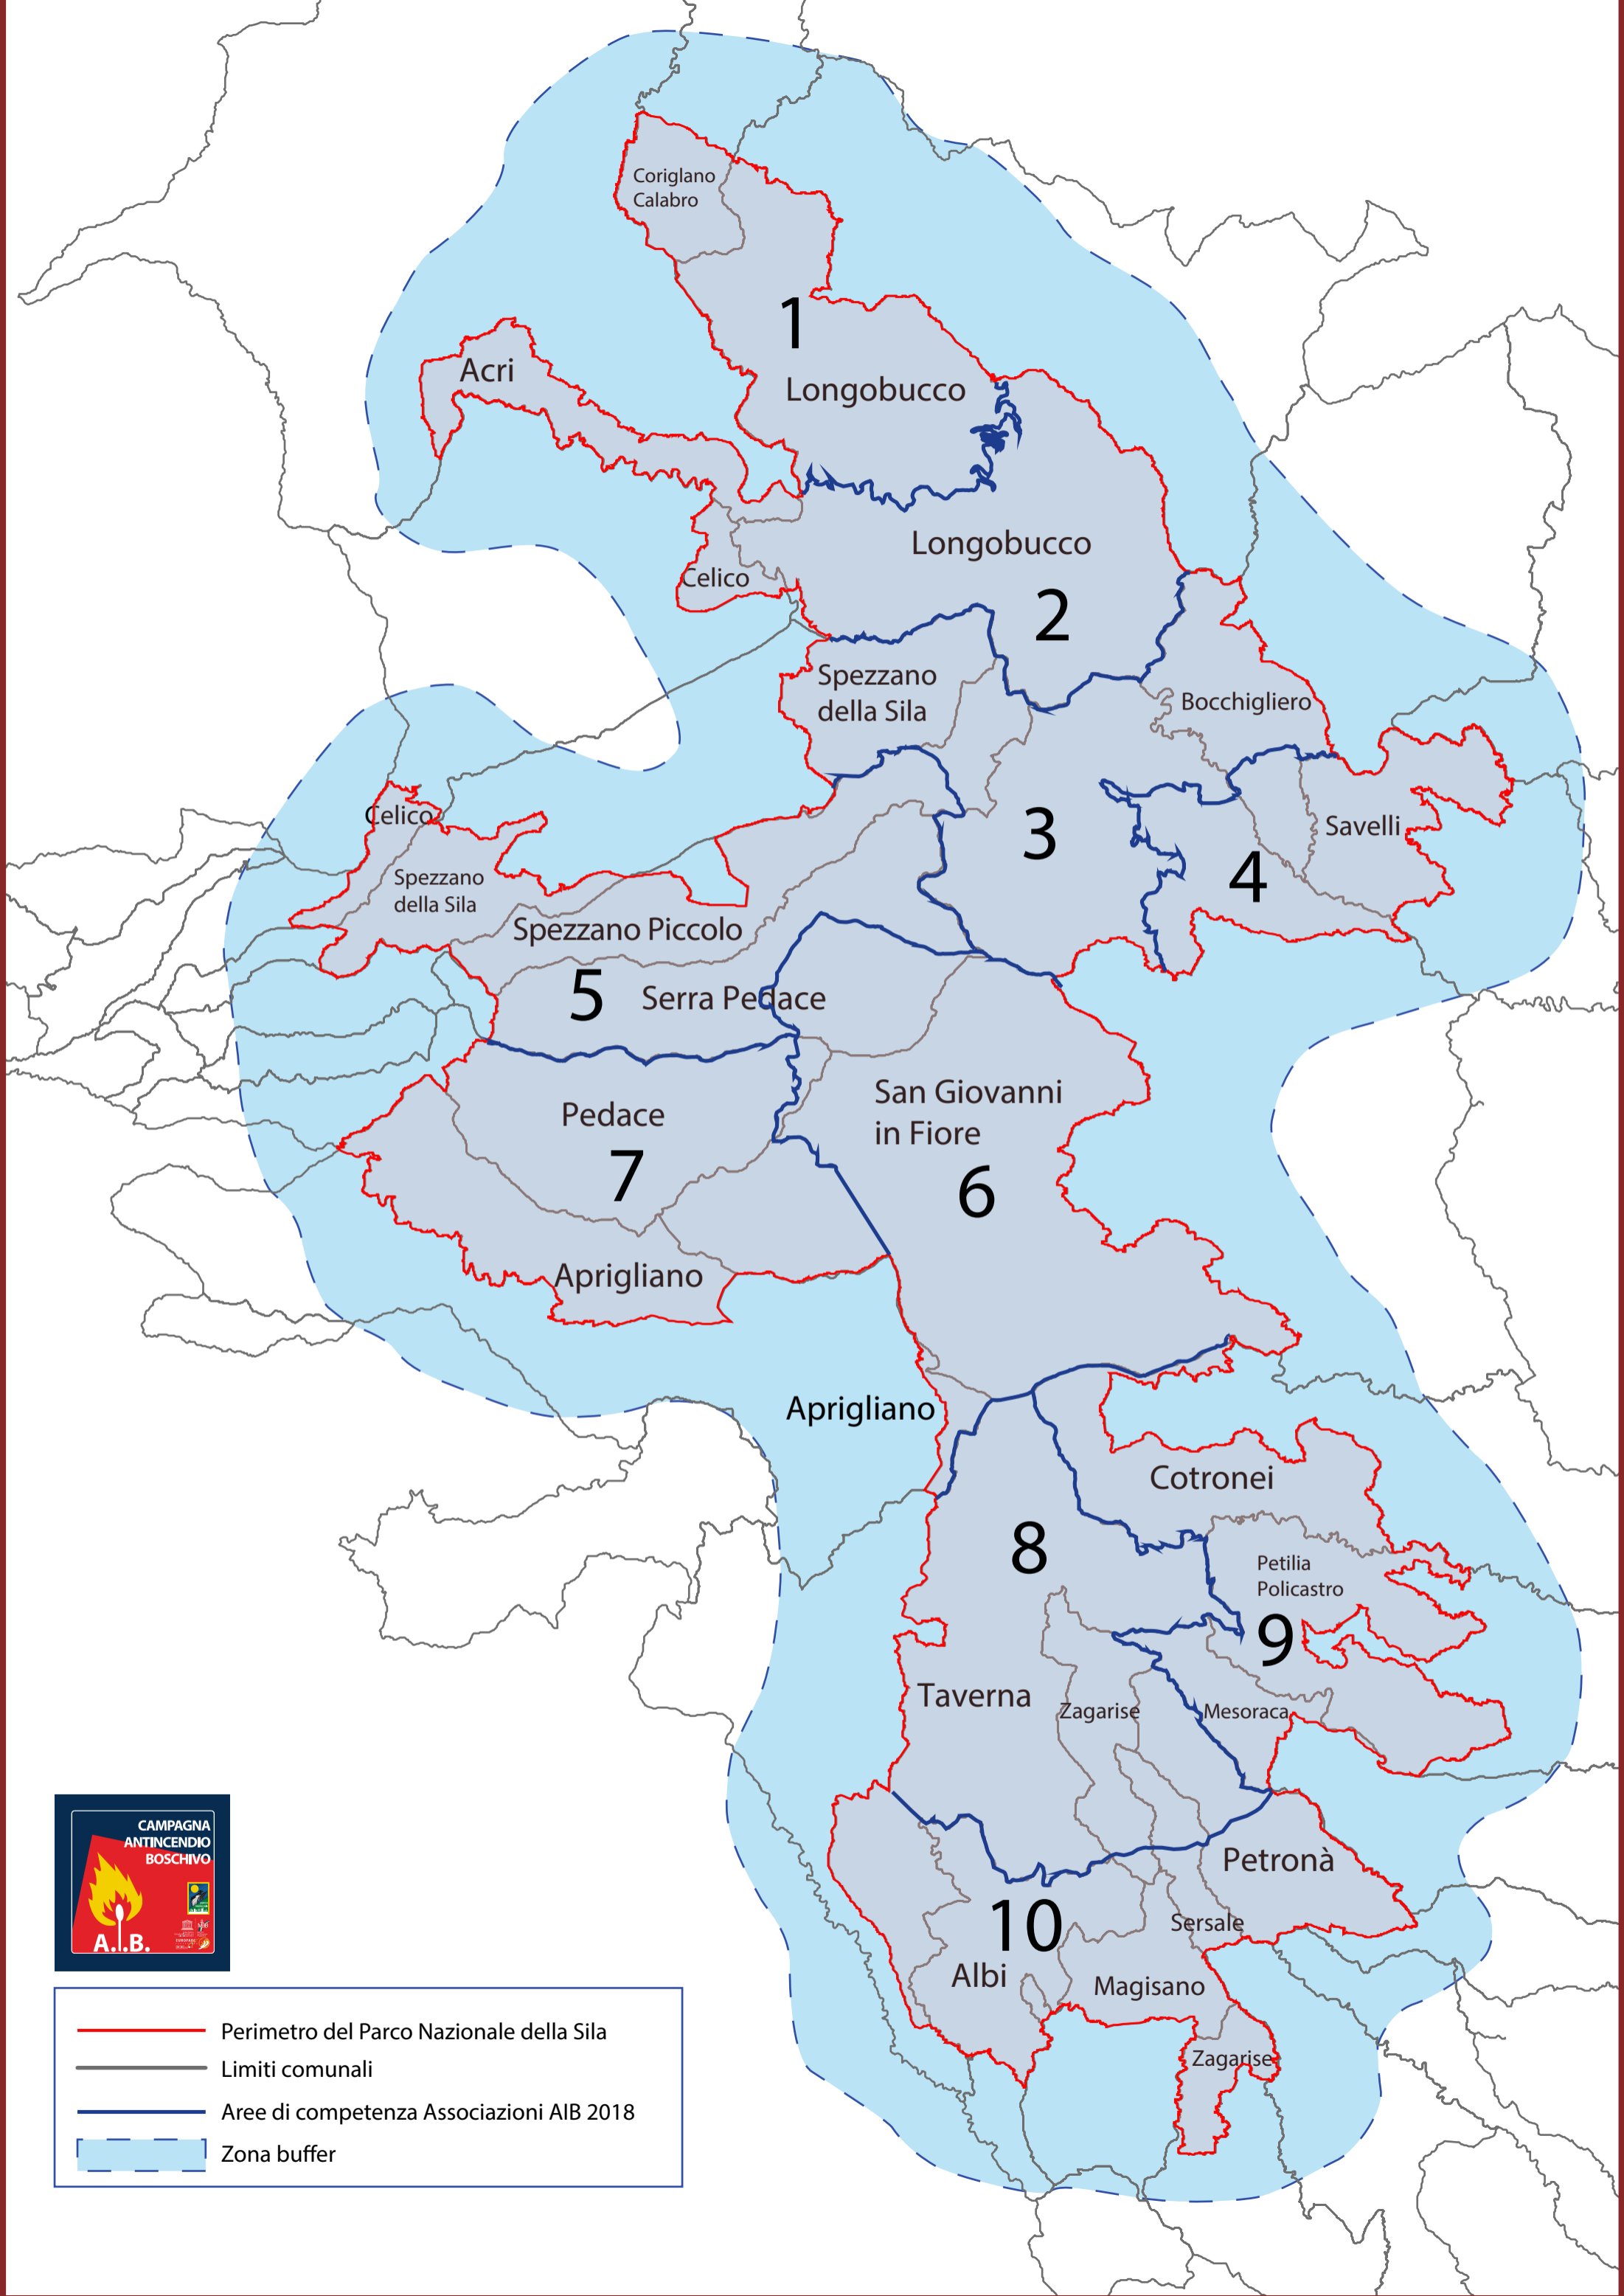 Coriglano
Calabro
1
Acri
Longobucco
Longobucco
Celico
2
Spezzano
della Sila
Bocchigliero
Celico
3
Savelli
Spezzano
della Sila
4
Spezzano Piccolo
5
Serra Pedace
San Giovanni
in Fiore
Pedace
7
6
Aprigliano
Aprigliano
Cotronei
8
Petilia
Policastro
9
Taverna
Zagarise
Mesoraca
Petronà
10
Sersale
Albi
Magisano
Zagarise
CAMPAGNA
ANTINCENDIO
BOSCHIVO
A.I.B.
Perimetro del Parco Nazionale della Sila
Limiti comunali
Aree di competenza Associazioni AIB 2018
Zona buffer